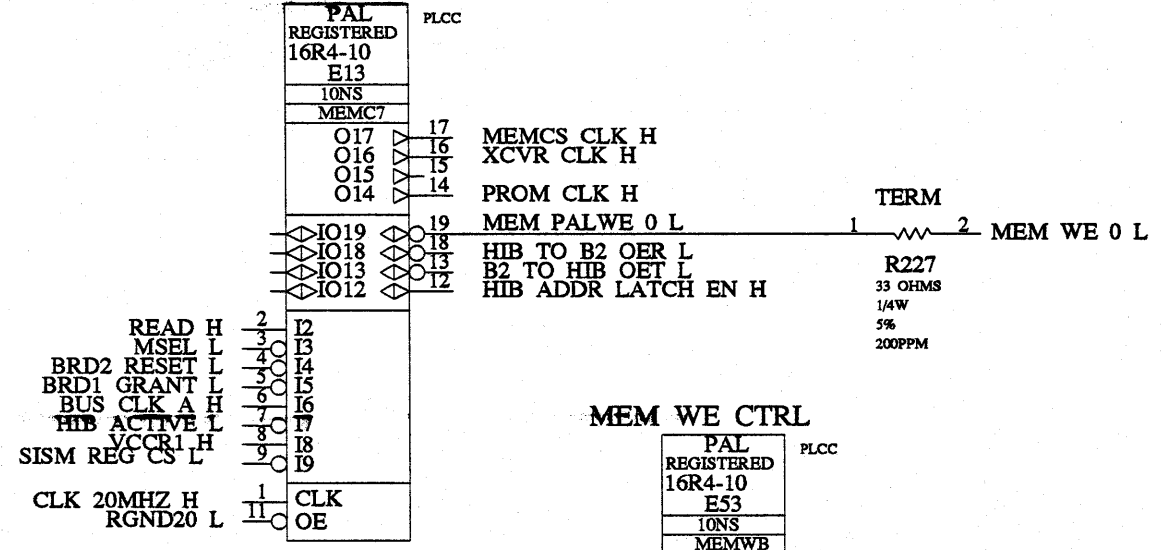 PAL PLCC
REGISTERED
16R4-10
E13
10NS
MEMC7
O17 17 MEMCS CLK H
O16 16 XCVR CLK H
O15 15
O14 14 PROM CLK H
TERM
IO19 19 MEM PALWE 0 L 1 2 MEM WE 0 L
IO18 18 HIB TO B2 OER L
IO13 13 B2 TO HIB OET L
IO12 12 HIB ADDR LATCH EN H
R227
33 OHMS
1/4W
5%
200PPM
READ H 2 I2
MSEL L 3 I3
BRD2 RESET L 4 I4
BRD1 GRANT L 5 I5
BUS CLK A H 6 I6
HIB ACTIVE L 7 I7
VCCR1 H 8 I8
SISM REG CS L 9 I9
CLK 20MHZ H 1 CLK
RGND20 L 11 OE
MEM WE CTRL
PAL PLCC
REGISTERED
16R4-10
E53
10NS
MEMWB